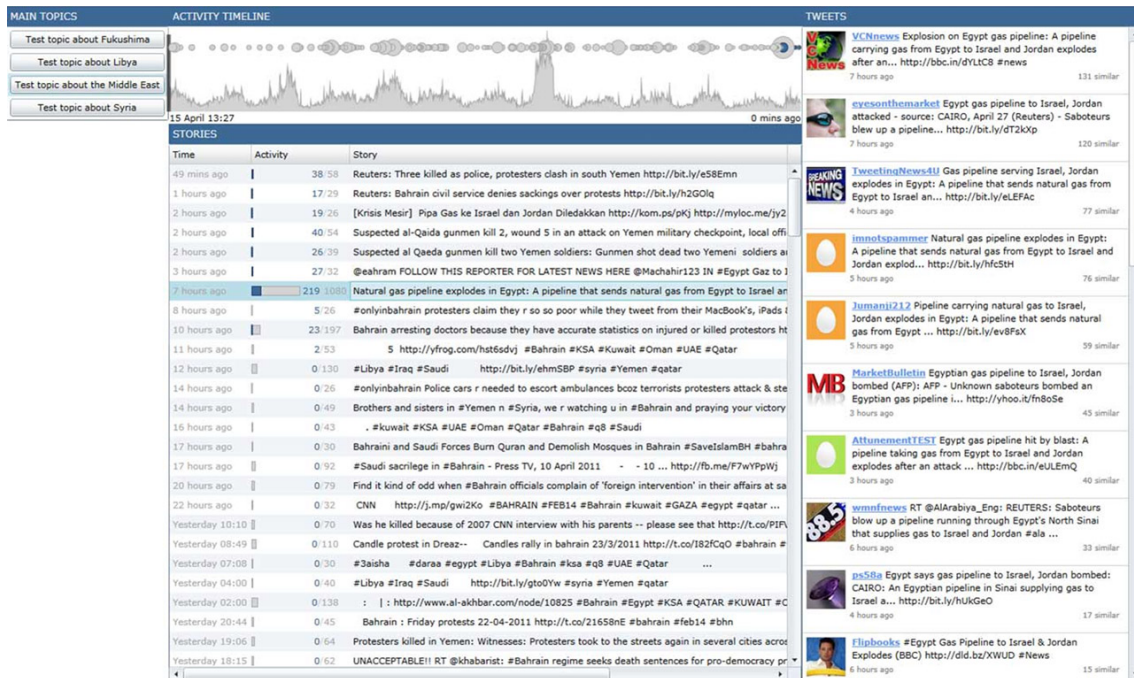 MAIN TOPICS
Test topic about Fukushima
Test topic about Libya
Test topic about the Middle East
Test topic about Syria
ACTIVITY TIMELINE
15 April 13:27 0 mins ago
STORIES
Time Activity Story
49 mins ago 38/58 Reuters: Three killed as police, protesters clash in south Yemen http://bit.ly/e58Emn
1 hours ago 17/29 Reuters: Bahrain civil service denies sackings over protests http://bit.ly/h2GOlq
2 hours ago 19/26 [Krisis Mesir] Pipa Gas ke Israel dan Jordan Diledakkan http://kom.ps/pKj http://myloc.me/jy2
2 hours ago 40/54 Suspected al-Qaida gunmen kill 2, wound 5 in an attack on Yemen military checkpoint, local offi
2 hours ago 26/39 Suspected al Qaeda gunmen kill two Yemen soldiers: Gunmen shot dead two Yemeni soldiers a
3 hours ago 27/32 @eahram FOLLOW THIS REPORTER FOR LATEST NEWS HERE @Machahir123 IN #Egypt Gaz to I
7 hours ago 219 1080 Natural gas pipeline explodes in Egypt: A pipeline that sends natural gas from Egypt to Israel an
8 hours ago 5/26 #onlyinbahrain protesters claim they r so so poor while they tweet from their MacBook's, iPads &
10 hours ago 23/197 Bahrain arresting doctors because they have accurate statistics on injured or killed protestors ht
11 hours ago 2/53 5 http://yfrog.com/hst6sdvj #Bahrain #KSA #Kuwait #Oman #UAE #Qatar
12 hours ago 0/130 #Libya #Iraq #Saudi http://bit.ly/ehmSBP #syria #Yemen #qatar
14 hours ago 0/26 #onlyinbahrain Police cars r needed to escort ambulances bcoz terrorists protesters attack & ste
14 hours ago 0/49 Brothers and sisters in #Yemen n #Syria, we r watching u in #Bahrain and praying your victory
16 hours ago 0/43 . #kuwait #KSA #UAE #Oman #Qatar #Bahrain #q8 #Saudi
17 hours ago 0/30 Bahraini and Saudi Forces Burn Quran and Demolish Mosques in Bahrain #SaveIslamBH #bahra
17 hours ago 0/92 #Saudi sacrilege in #Bahrain - Press TV, 10 April 2011 - - 10 ... http://fb.me/F7wYPpWj
20 hours ago 0/79 Find it kind of odd when #Bahrain officials complain of 'foreign intervention' in their affairs at sa
22 hours ago 0/32 CNN http://j.mp/gwi2Ko #BAHRAIN #FEB14 #Bahrain #kuwait #GAZA #egypt #qatar ...
Yesterday 10:10 0/70 Was he killed because of 2007 CNN interview with his parents -- please see that http://t.co/PIF
Yesterday 08:49 0/110 Candle protest in Dreaz-- Candles rally in bahrain 23/3/2011 http://t.co/I82fCqO #bahrain #
Yesterday 07:08 0/30 #3aisha #daraa #egypt #Libya #Bahrain #ksa #q8 #UAE #Qatar ...
Yesterday 04:00 0/40 #Libya #Iraq #Saudi http://bit.ly/gto0Yw #syria #Yemen #qatar
Yesterday 02:00 0/138 : | : http://www.al-akhbar.com/node/10825 #Bahrain #Egypt #KSA #QATAR #KUWAIT #O
Yesterday 20:44 0/45 Bahrain : Friday protests 22-04-2011 http://t.co/21658nE #bahrain #feb14 #bhn
Yesterday 19:06 0/64 Protesters killed in Yemen: Witnesses: Protesters took to the streets again in several cities acros
Yesterday 18:15 0/62 UNACCEPTABLE!! RT @khabarist: #Bahrain regime seeks death sentences for pro-democracy pr
TWEETS
VCNnews Explosion on Egypt gas pipeline: A pipeline
carrying gas from Egypt to Israel and Jordan explodes
after an... http://bbc.in/dYLtC8 #news
7 hours ago 131 similar
eyesonthemarket Egypt gas pipeline to Israel, Jordan
attacked - source: CAIRO, April 27 (Reuters) - Saboteurs
blew up a pipeline... http://bit.ly/dT2kXp
7 hours ago 120 similar
TweetingNews4U Gas pipeline serving Israel, Jordan
explodes in Egypt: A pipeline that sends natural gas from
Egypt to Israel an... http://bit.ly/eLEFAc
4 hours ago 77 similar
imnotspammer Natural gas pipeline explodes in Egypt:
A pipeline that sends natural gas from Egypt to Israel and
Jordan explod... http://bit.ly/hfc5tH
5 hours ago 76 similar
Jumanji212 Pipeline carrying natural gas to Israel,
Jordan explodes in Egypt: A pipeline that sends natural
gas from Egypt ... http://bit.ly/ev8FsX
5 hours ago 59 similar
MarketBulletin Egyptian gas pipeline to Israel, Jordan
bombed (AFP): AFP - Unknown saboteurs bombed an
Egyptian gas pipeline i... http://yhoo.it/fn8oSe
3 hours ago 45 similar
AttunementTEST Egypt gas pipeline hit by blast: A
pipeline taking gas from Egypt to Israel and Jordan
explodes after an attack ... http://bbc.in/eULEmQ
3 hours ago 40 similar
wmnfnews RT @AlArabiya_Eng: REUTERS: Saboteurs
blow up a pipeline running through Egypt's North Sinai
that supplies gas to Israel and Jordan #ala ...
6 hours ago 33 similar
ps58a Egypt says gas pipeline to Israel, Jordan bombed:
CAIRO: An Egyptian pipeline in Sinai supplying gas to
Israel a... http://bit.ly/hUkGeO
4 hours ago 17 similar
Flipbooks #Egypt Gas Pipeline to Israel & Jordan
Explodes (BBC) http://dld.bz/XWUD #News
6 hours ago 15 similar
VCN News
BREAKING NEWS
MB
88.5